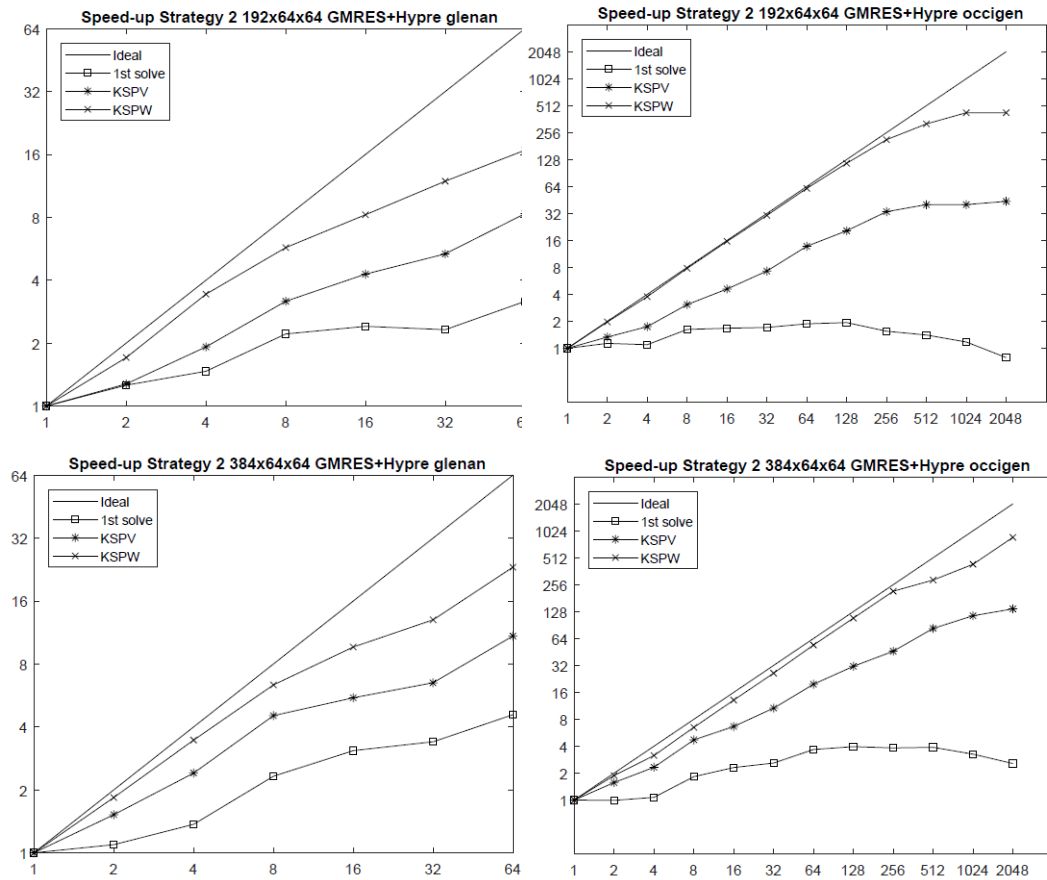 Speed-up Strategy 2 192x64x64 GMRES+Hypre glenan
64
32
16
8
4
2
1
Ideal
1st solve
KSPV
KSPW
1 2 4 8 16 32
Speed-up Strategy 2 192x64x64 GMRES+Hypre occigen
2048
1024
512
256
128
64
32
16
8
4
2
1
Ideal
1st solve
KSPV
KSPW
1 2 4 8 16 32 64 128 256 512 1024 2048
Speed-up Strategy 2 384x64x64 GMRES+Hypre glenan
64
32
16
8
4
2
1
Ideal
1st solve
KSPV
KSPW
1 2 4 8 16 32 64
Speed-up Strategy 2 384x64x64 GMRES+Hypre occigen
2048
1024
512
256
128
64
32
16
8
4
2
1
Ideal
1st solve
KSPV
KSPW
1 2 4 8 16 32 64 128 256 512 1024 2048